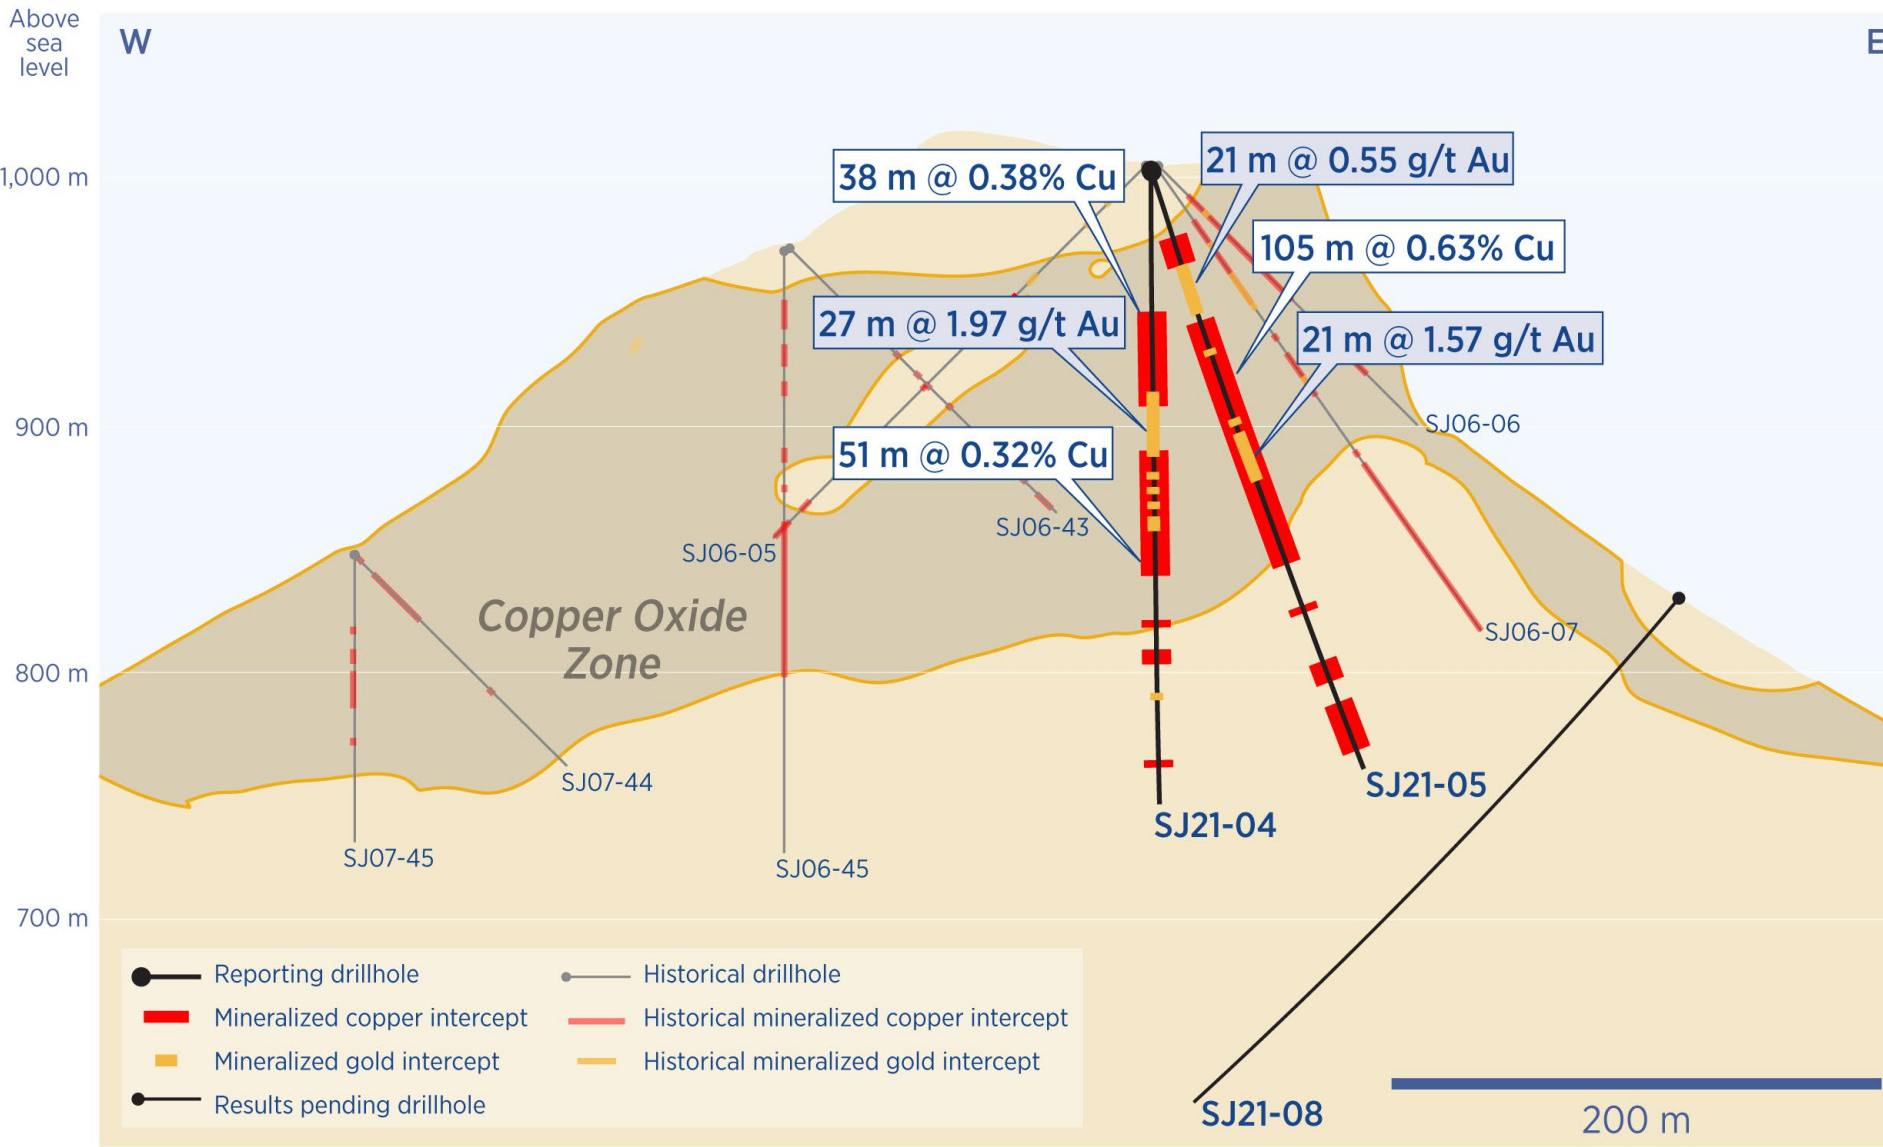 Above
sea
level
W
E
1,000 m
900 m
800 m
700 m
38 m @ 0.38% Cu
21 m @ 0.55 g/t Au
105 m @ 0.63% Cu
27 m @ 1.97 g/t Au
21 m @ 1.57 g/t Au
51 m @ 0.32% Cu
SJ06-06
SJ06-43
SJ06-05
Copper Oxide
Zone
SJ06-07
SJ07-44
SJ21-05
SJ21-04
SJ07-45
SJ06-45
SJ21-08
Reporting drillhole
Mineralized copper intercept
Mineralized gold intercept
Results pending drillhole
Historical drillhole
Historical mineralized copper intercept
Historical mineralized gold intercept
200 m